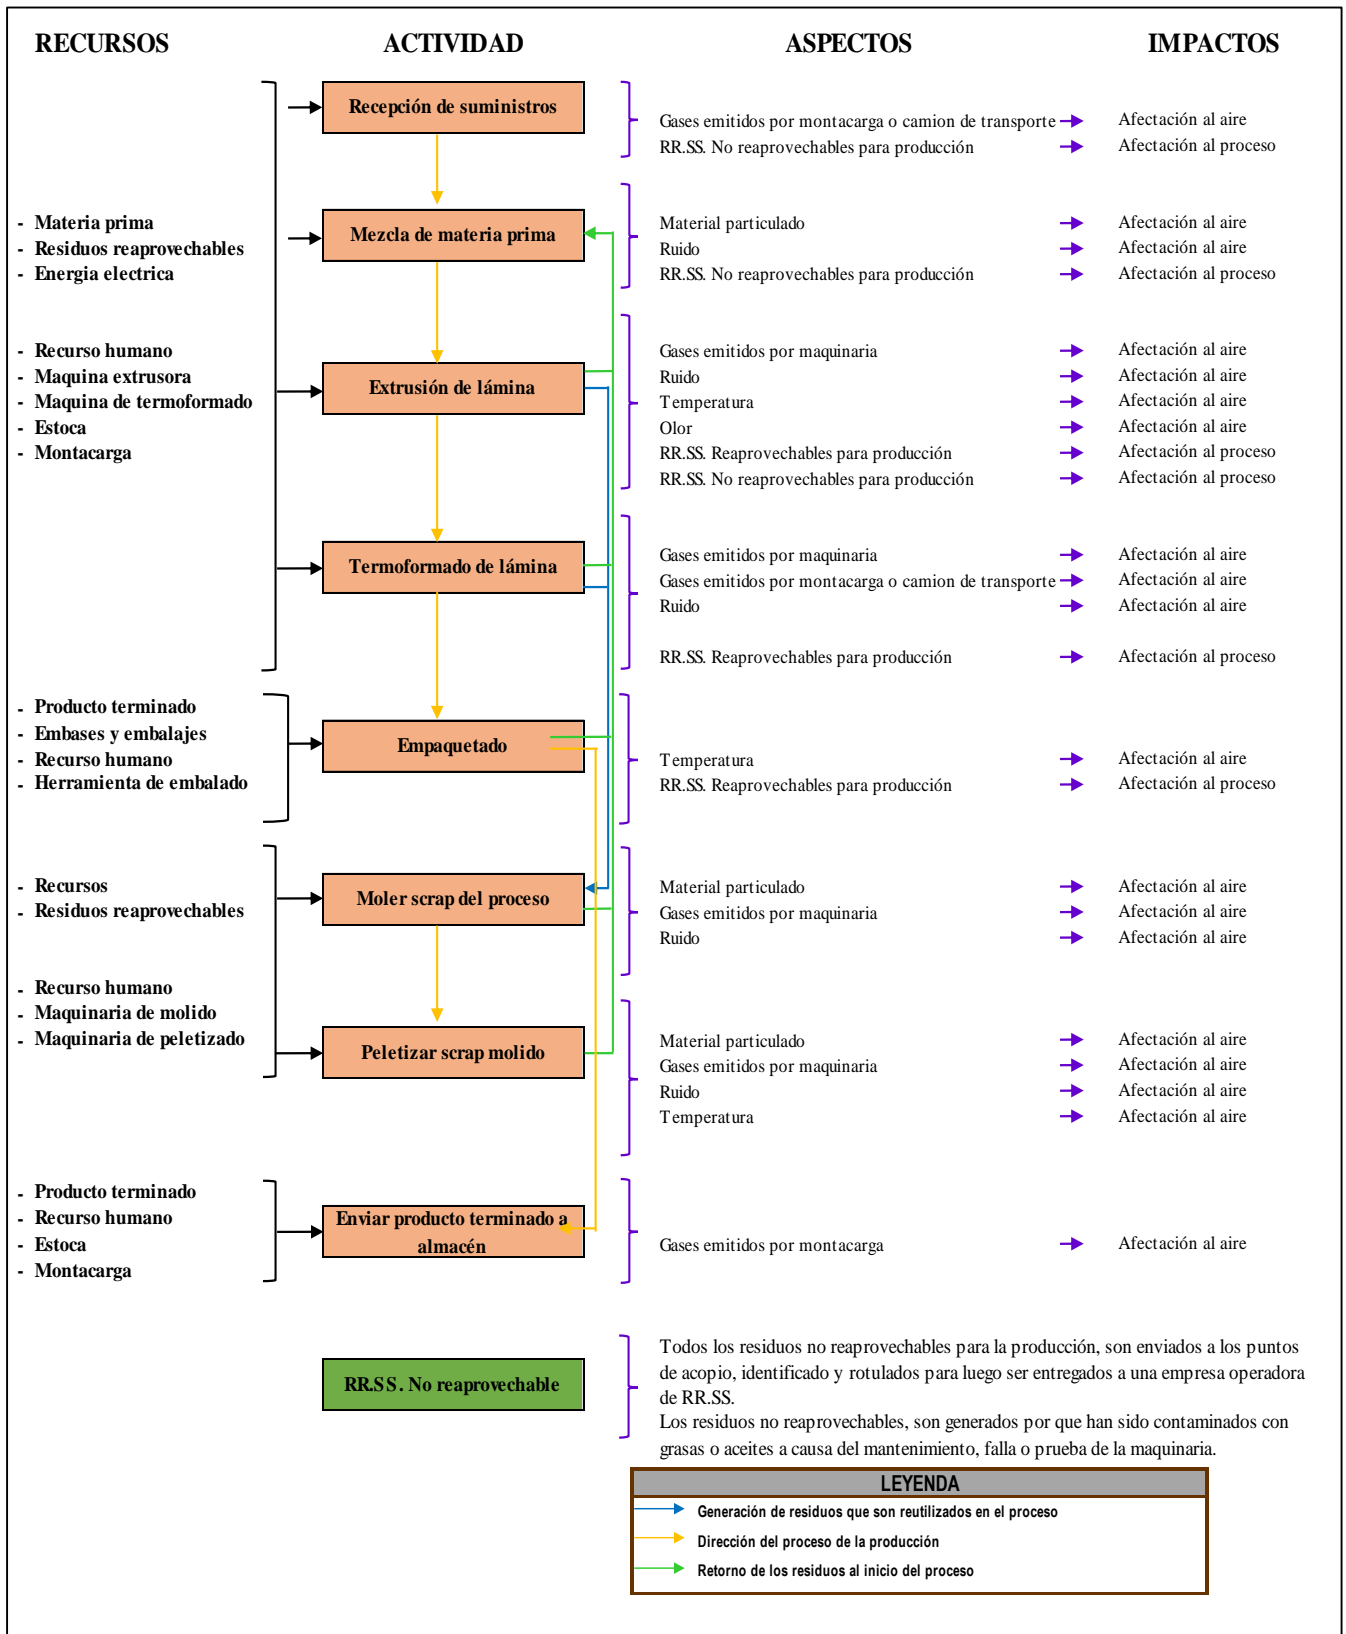 RECURSOS
ACTIVIDAD
ASPECTOS
IMPACTOS
Recepción de suministros
Gases emitidos por montacarga o camion de transporte
Afectación al aire
RR.SS. No reaprovechables para producción
Afectación al proceso
- Materia prima
- Residuos reaprovechables
- Energia electrica
Mezcla de materia prima
Material particulado
Afectación al aire
Ruido
Afectación al aire
RR.SS. No reaprovechables para producción
Afectación al proceso
- Recurso humano
- Maquina extrusora
- Maquina de termoformado
- Estoca
- Montacarga
Extrusión de lámina
Gases emitidos por maquinaria
Afectación al aire
Ruido
Afectación al aire
Temperatura
Afectación al aire
Olor
Afectación al aire
RR.SS. Reaprovechables para producción
Afectación al proceso
RR.SS. No reaprovechables para producción
Afectación al proceso
Termoformado de lámina
Gases emitidos por maquinaria
Afectación al aire
Gases emitidos por montacarga o camion de transporte
Afectación al aire
Ruido
Afectación al aire
RR.SS. Reaprovechables para producción
Afectación al proceso
- Producto terminado
- Embases y embalajes
- Recurso humano
- Herramienta de embalado
Empaquetado
Temperatura
Afectación al aire
RR.SS. Reaprovechables para producción
Afectación al proceso
- Recursos
- Residuos reaprovechables
Moler scrap del proceso
Material particulado
Afectación al aire
Gases emitidos por maquinaria
Afectación al aire
Ruido
Afectación al aire
- Recurso humano
- Maquinaria de molido
- Maquinaria de peletizado
Peletizar scrap molido
Material particulado
Afectación al aire
Gases emitidos por maquinaria
Afectación al aire
Ruido
Afectación al aire
Temperatura
Afectación al aire
- Producto terminado
- Recurso humano
- Estoca
- Montacarga
Enviar producto terminado a
almacén
Gases emitidos por montacarga
Afectación al aire
RR.SS. No reaprovechable
Todos los residuos no reaprovechables para la producción, son enviados a los puntos
de acopio, identificado y rotulados para luego ser entregados a una empresa operadora
de RR.SS.
Los residuos no reaprovechables, son generados por que han sido contaminados con
grasas o aceites a causa del mantenimiento, falla o prueba de la maquinaria.
LEYENDA
Generación de residuos que son reutilizados en el proceso
Dirección del proceso de la producción
Retorno de los residuos al inicio del proceso